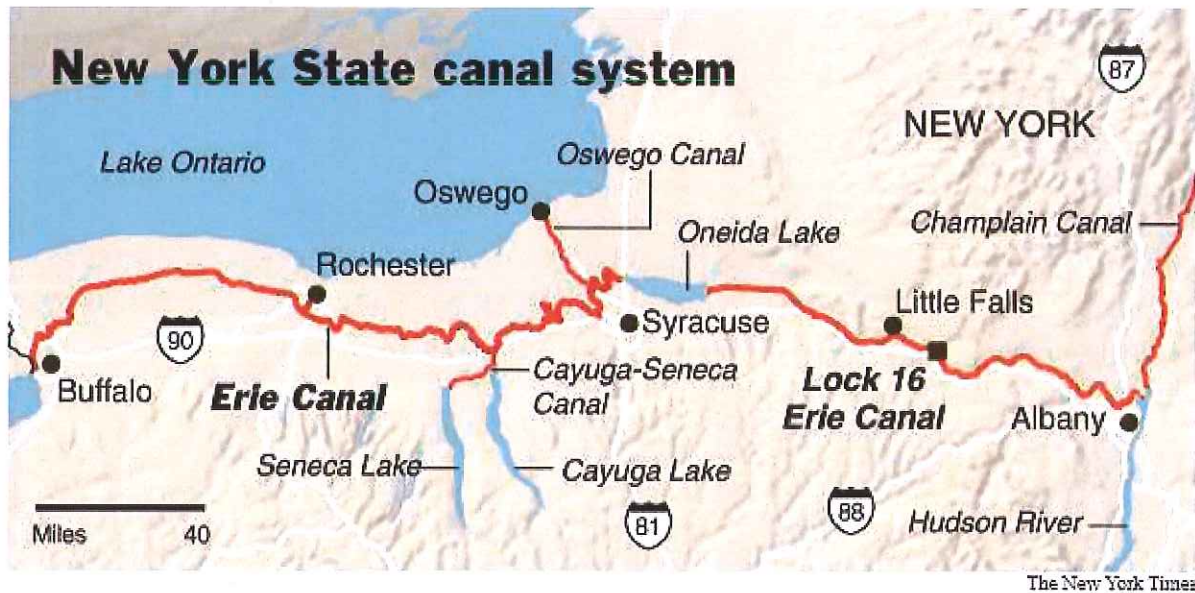 New York State canal system
87
NEW YORK
Lake Ontario
Oswego Canal
Oswego
Oneida Lake
Champlain Canal
Rochester
Little Falls
Syracuse
90
Buffalo
Erie Canal
Cayuga-Seneca
Canal
Lock 16
Erie Canal
Albany
Seneca Lake
Cayuga Lake
Miles 40
81
88
Hudson River
The New York Times